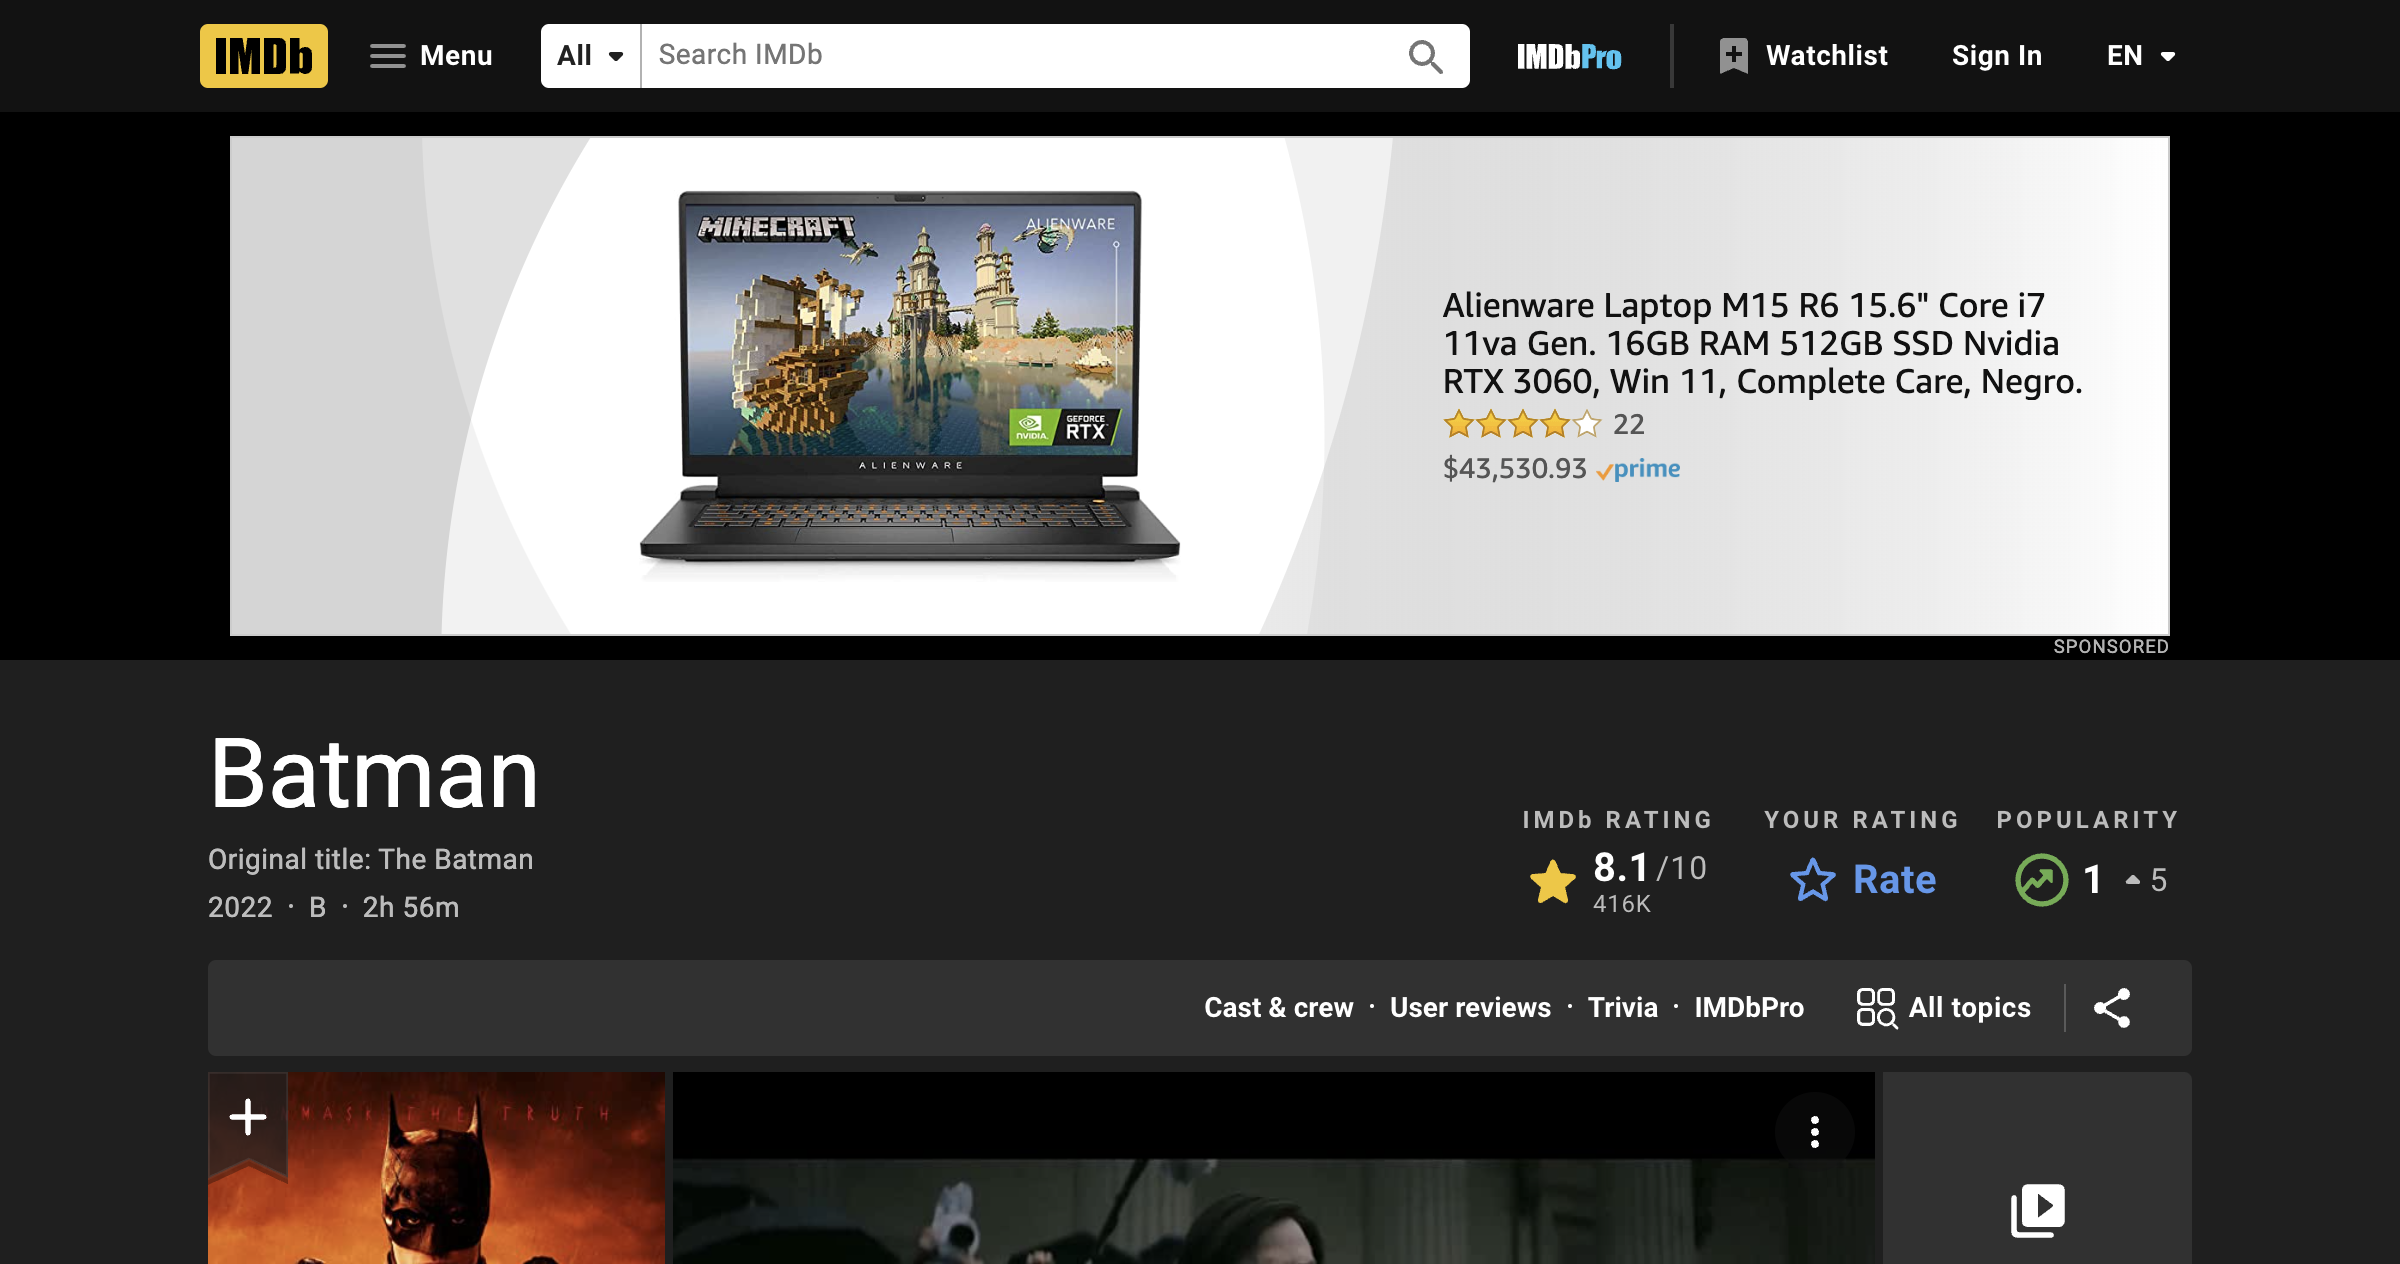 IMDb
Menu
All
Search IMDb
IMDbPro
Watchlist
Sign In
EN
MINECRAFT
ALIENWARE
NVIDIA.
GEFORCE
RTX
ALIENWARE
Alienware Laptop M15 R6 15.6" Core i7
11va Gen. 16GB RAM 512GB SSD Nvidia
RTX 3060, Win 11, Complete Care, Negro.
22
$43,530.93 prime
SPONSORED
Batman
Original title: The Batman
2022 · B · 2h 56m
IMDb RATING
8.1/10
416K
YOUR RATING
Rate
POPULARITY
1
5
Cast & crew · User reviews · Trivia · IMDbPro
All topics
MASK THE TRUTH